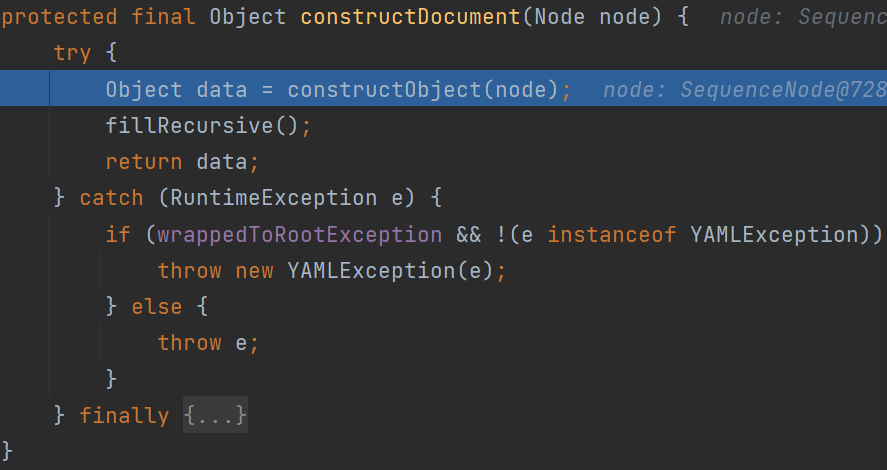 protected final Object constructDocument(Node node) {   node: Sequenc
    try {
        Object data = constructObject(node);   node: SequenceNode@728
        fillRecursive();
        return data;
    } catch (RuntimeException e) {
        if (wrappedToRootException && !(e instanceof YAMLException))
            throw new YAMLException(e);
        } else {
            throw e;
        }
    } finally {...}
}